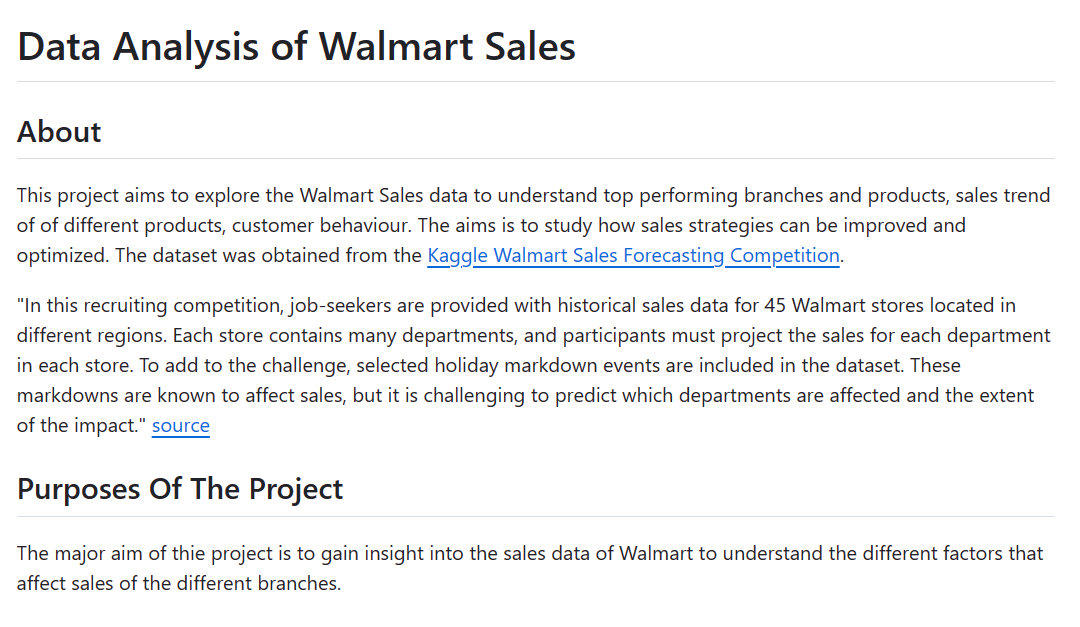 Data Analysis of Walmart Sales
About
This project aims to explore the Walmart Sales data to understand top performing branches and products, sales trend
of of different products, customer behaviour. The aims is to study how sales strategies can be improved and
optimized. The dataset was obtained from the Kaggle Walmart Sales Forecasting Competition.
"In this recruiting competition, job-seekers are provided with historical sales data for 45 Walmart stores located in
different regions. Each store contains many departments, and participants must project the sales for each department
in each store. To add to the challenge, selected holiday markdown events are included in the dataset. These
markdowns are known to affect sales, but it is challenging to predict which departments are affected and the extent
of the impact." source
Purposes Of The Project
The major aim of thie project is to gain insight into the sales data of Walmart to understand the different factors that
affect sales of the different branches.